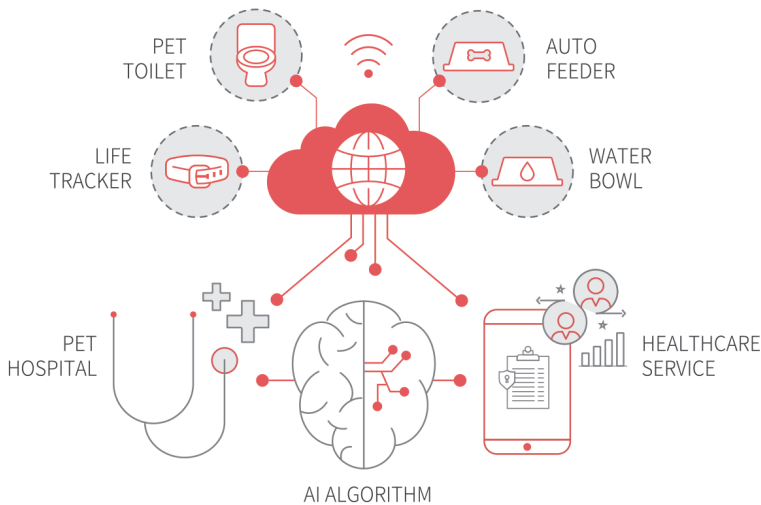 PET
TOILET
AUTO
FEEDER
LIFE
TRACKER
WATER
BOWL
PET
HOSPITAL
HEALTHCARE
SERVICE
AI ALGORITHM